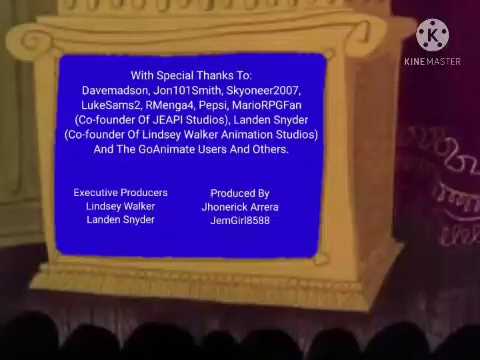 KINEMASTER
With Special Thanks To:
Davemadson, Jon101Smith, Skyoneer2007,
LukeSams2, RMenga4, Pepsi, MarioRPGFan
(Co-founder Of JEAPI Studios), Landen Snyder
(Co-Founder Of Lindsey Walker Animation Studios)
And The GoAnimate Users And Others.
Executive Producers
Lindsey Walker
Landen Snyder
Produced By
Jhonerick Arrera
JemGirl8588